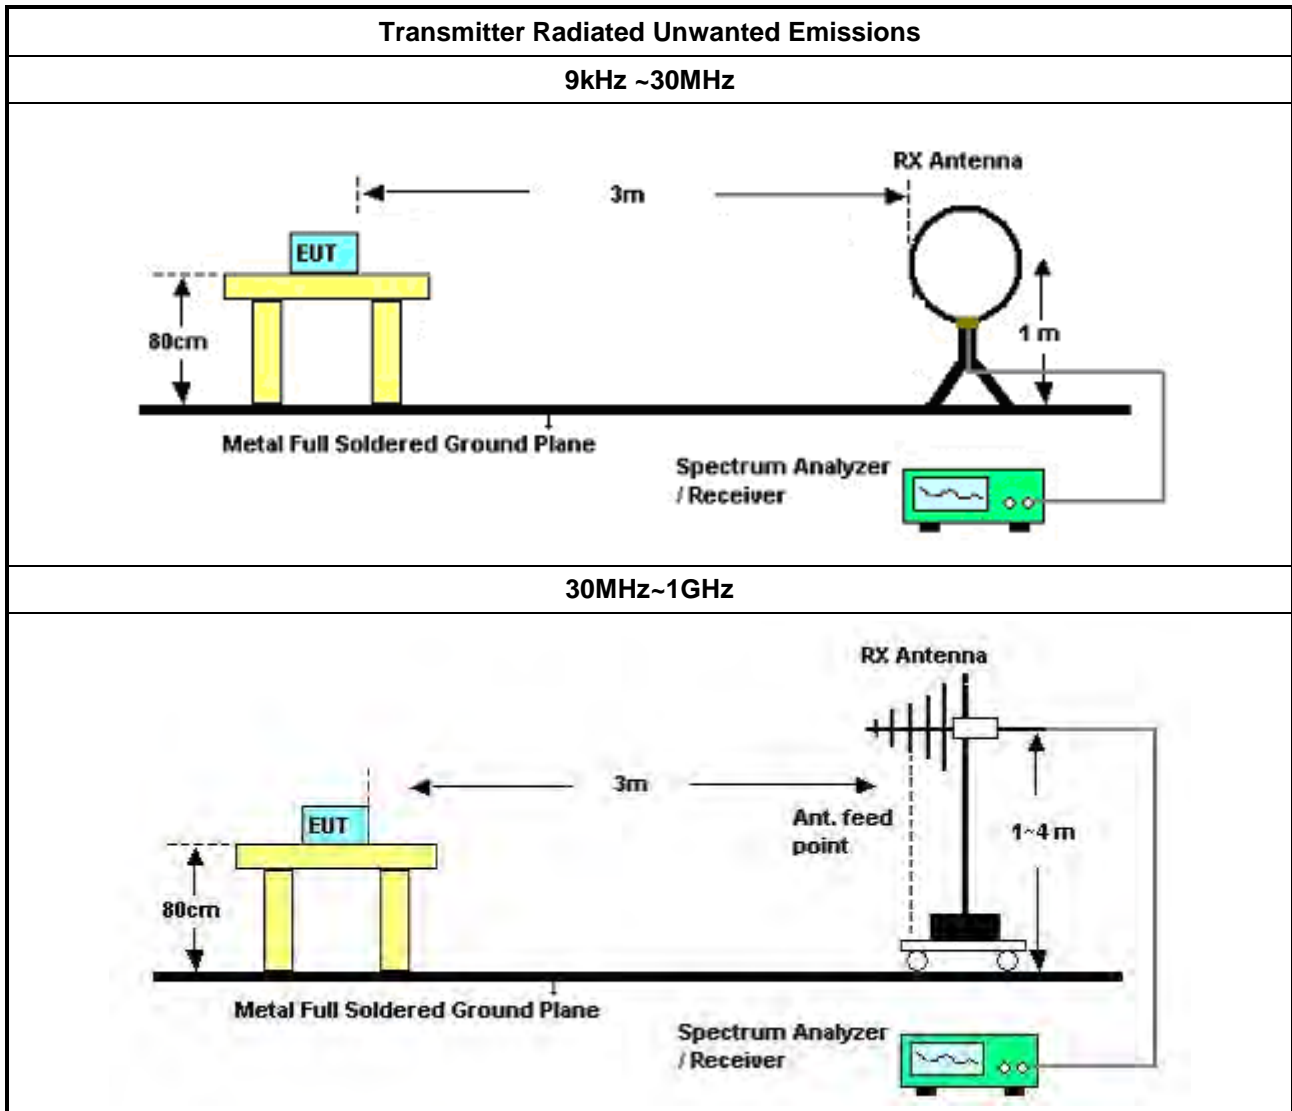 Transmitter Radiated Unwanted Emissions
9kHz ~30MHz
RX Antenna
3m
EUT
80cm
1 m
Metal Full Soldered Ground Plane
Spectrum Analyzer
/ Receiver
30MHz~1GHz
RX Antenna
3m
EUT
Ant. feed
point
1~4 m
80cm
Metal Full Soldered Ground Plane
Spectrum Analyzer
/ Receiver